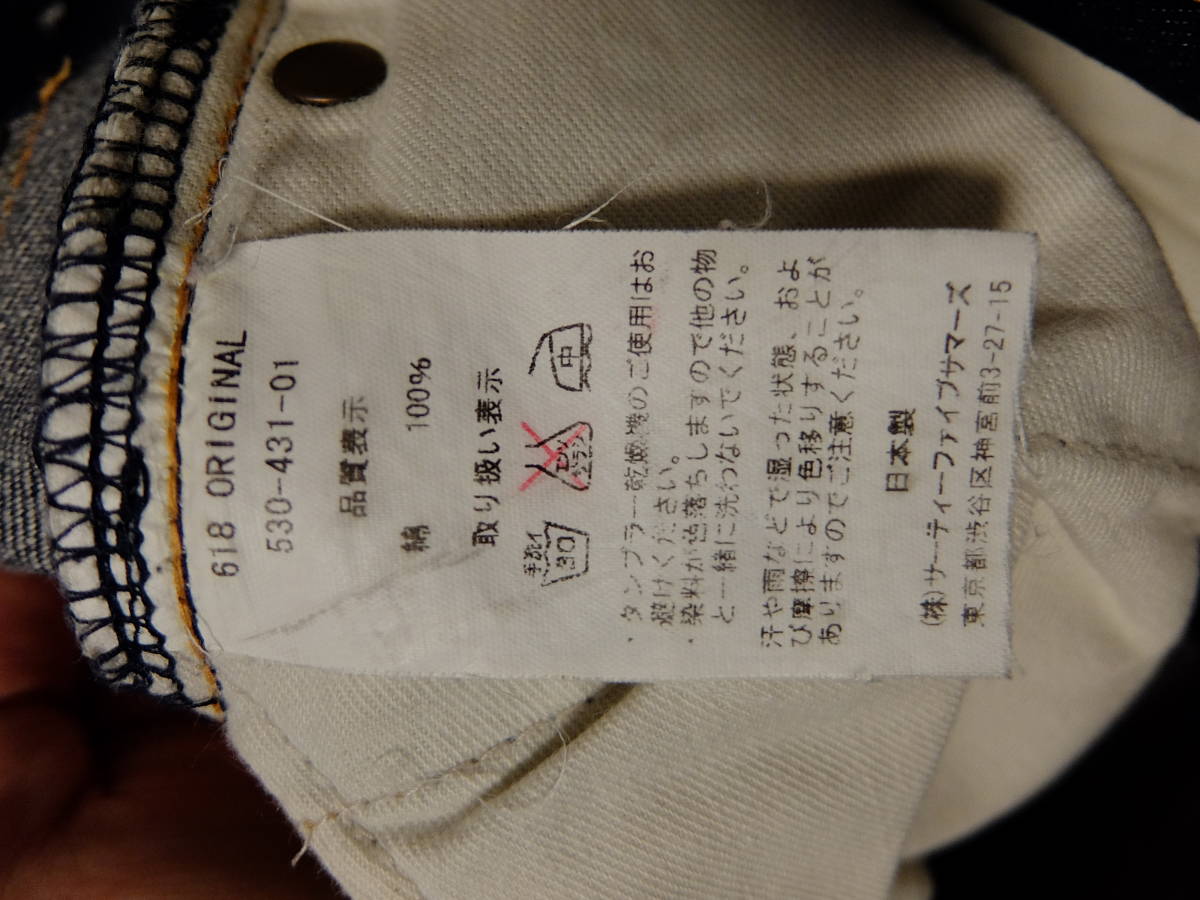 618 ORIGINAL
530-431-01
品質表示
綿 100%
取り扱い表示
手洗イ 30 エンソサラシ 中
・タンブラー乾燥機のご使用はお
避けください。
・染料が色落ちしますので他の物
と一緒に洗わないでください。
汗や雨などで湿った状態、およ
び摩擦により色移りすることが
ありますのでご注意ください。
日本製
(株)サーティーファイブサマーズ
東京都渋谷区神宮前3-27-15